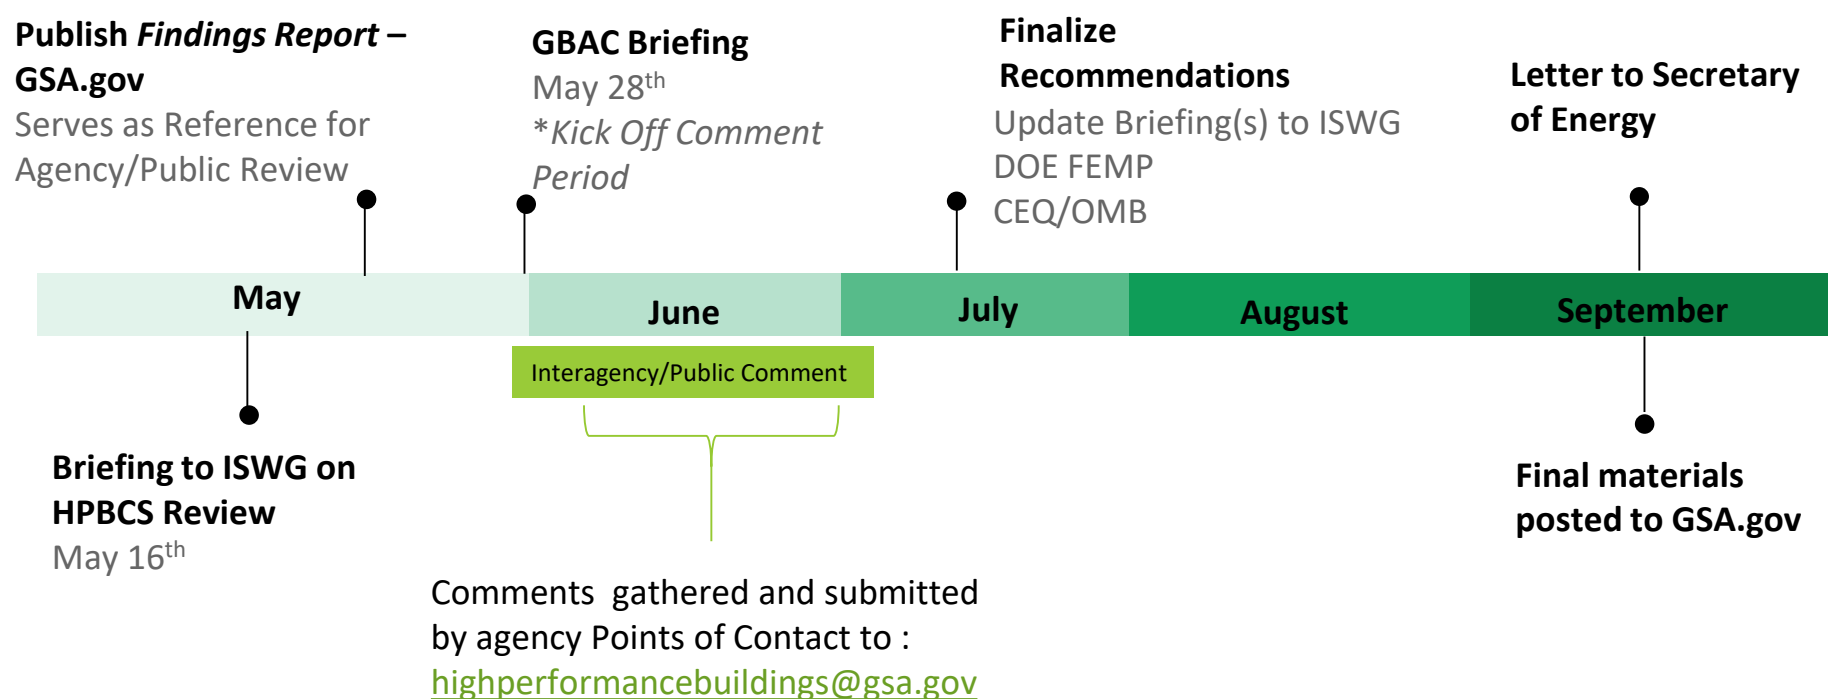 Publish Findings Report –
GSA.gov
Serves as Reference for
Agency/Public Review
GBAC Briefing
May 28th
*Kick Off Comment
Period
Finalize
Recommendations
Update Briefing(s) to ISWG
DOE FEMP
CEQ/OMB
Letter to Secretary
of Energy
May
June
July
August
September
Interagency/Public Comment
Briefing to ISWG on
HPBCS Review
May 16th
Final materials
posted to GSA.gov
Comments  gathered and submitted
by agency Points of Contact to :
highperformancebuildings@gsa.gov